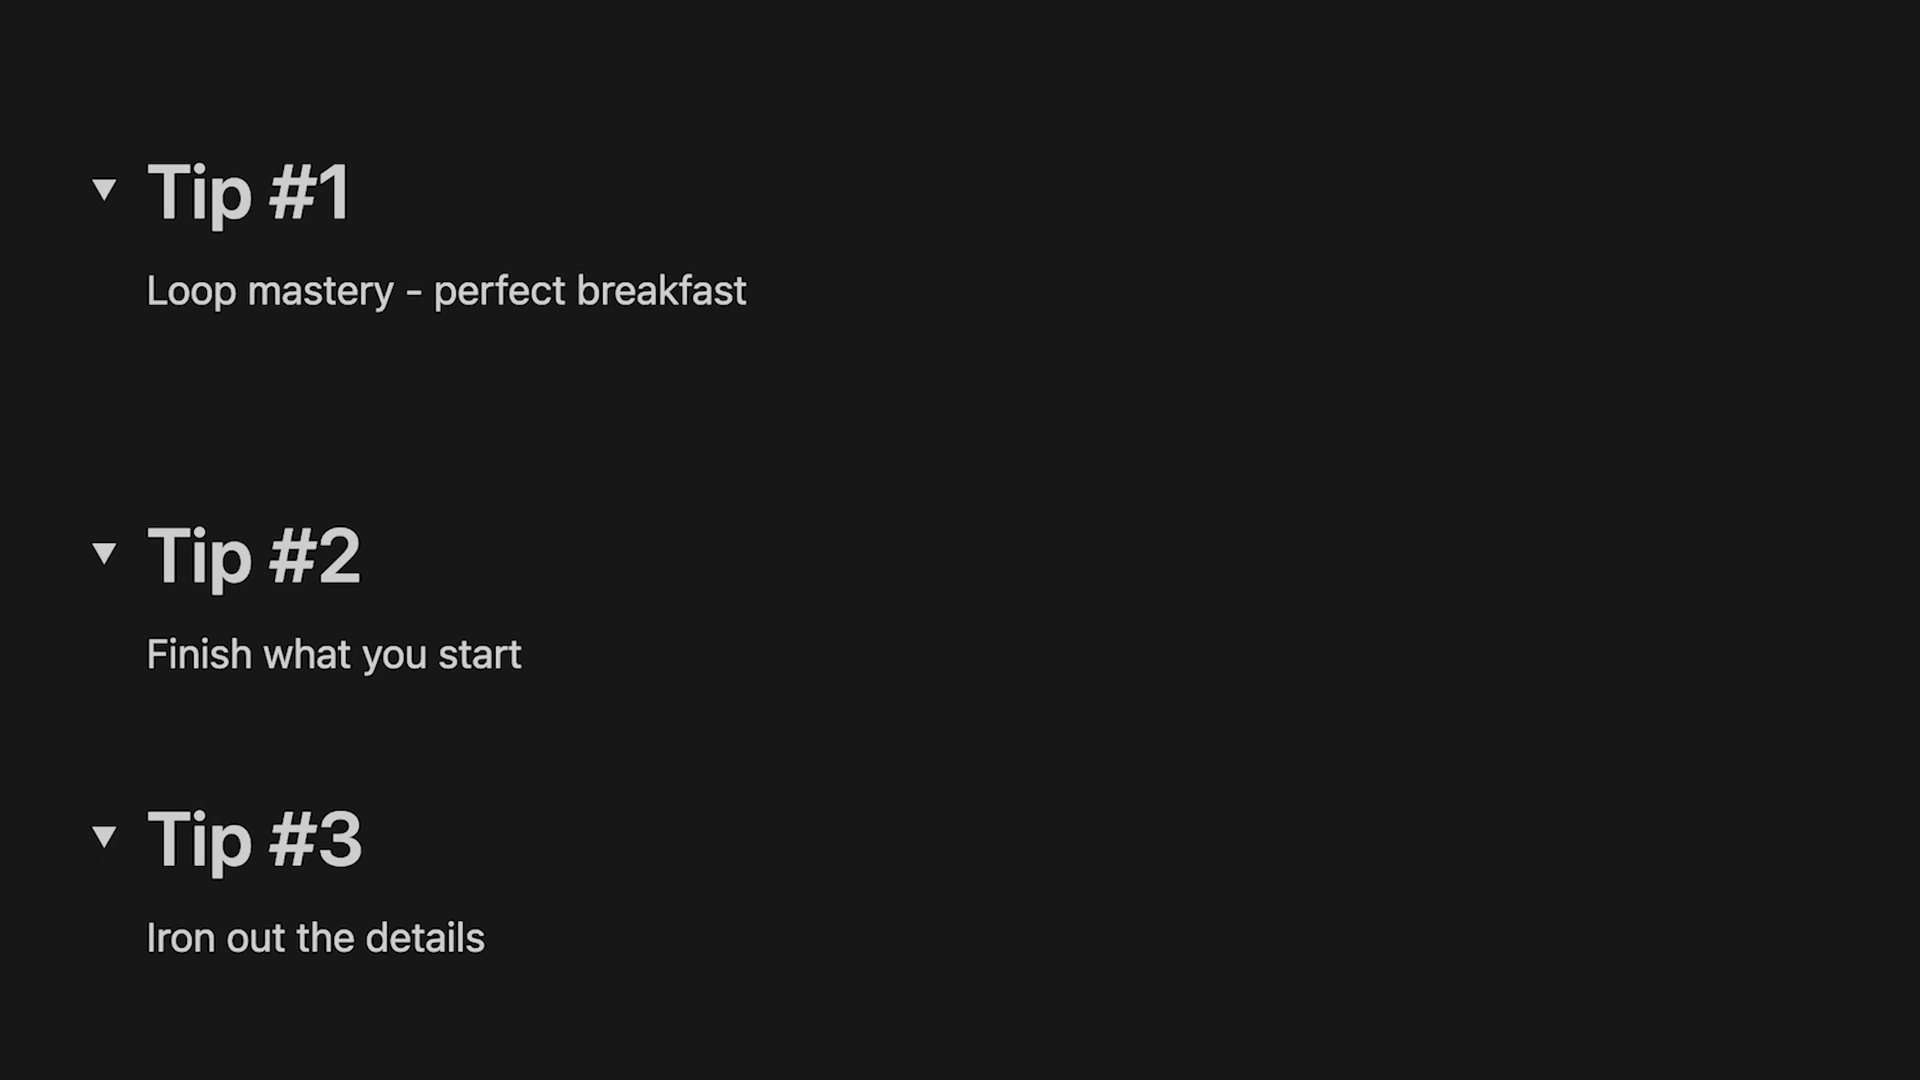 Tip #1
Loop mastery - perfect breakfast
Tip #2
Finish what you start
Tip #3
Iron out the details